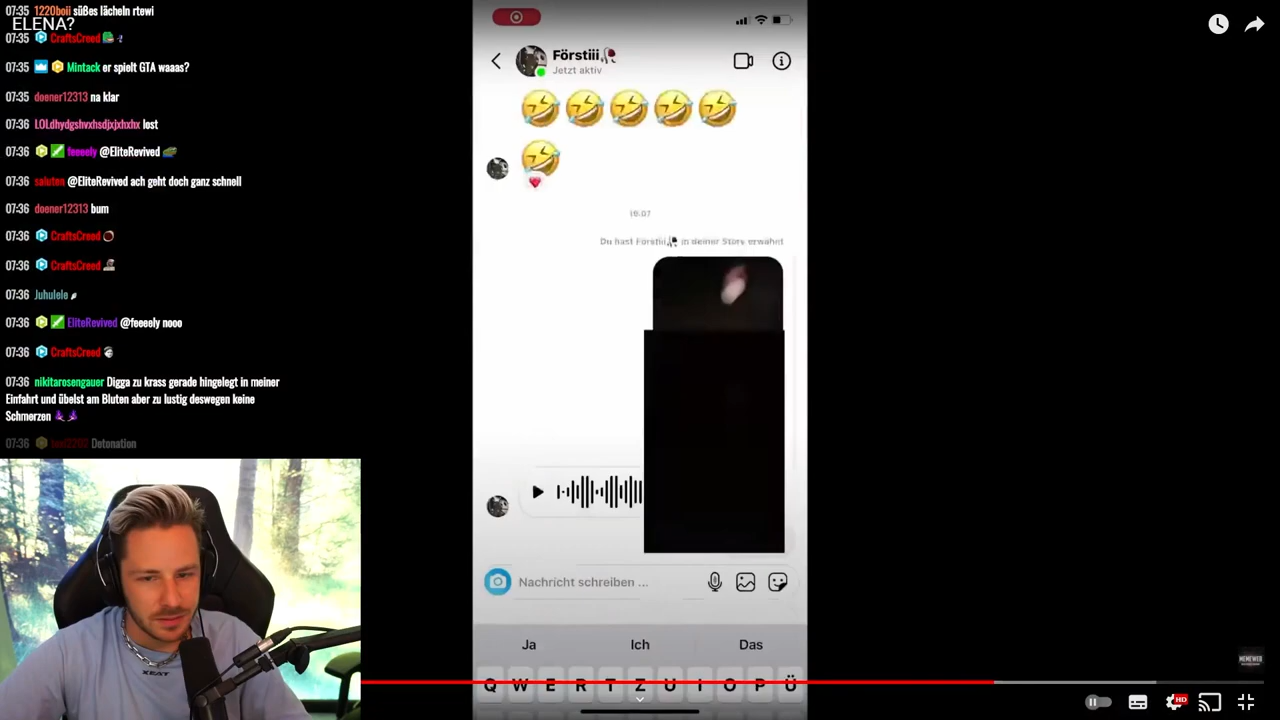 07:35 1220boii süßes lächeln rtewi
ELENA?
07:35 CraftsCreed
07:35 Mintack er spielt GTA waaas?
07:35 doener12313 na klar
07:36 LOLdhydgshvxhsdjxjxhxhx lost
07:36 feeeely @EliteRevived
07:36 saluten @EliteRevived ach geht doch ganz schnell
07:36 doener12313 bum
07:36 CraftsCreed
07:36 CraftsCreed
07:36 Juhulele
07:36 EliteRevived @feeeely nooo
07:36 CraftsCreed
07:36 nikitarosengauer Digga zu krass gerade hingelegt in meiner
Einfahrt und übelst am Bluten aber zu lustig deswegen keine
Schmerzen
07:36 Detonation
XEAT
Förstiii
Jetzt aktiv
16:07
Du hast Förstiii in deiner Story erwähnt
Nachricht schreiben ...
Ja Ich Das
Q W E R T Z U I O P Ü
MEMEWEB
HD